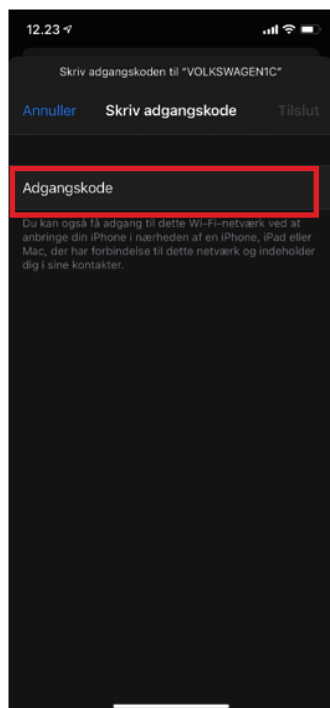 12.23
Skriv adgangskoden til "VOLKSWAGEN1C"
Annuller Skriv adgangskode Tilslut
Adgangskode
Du kan også få adgang til dette Wi-Fi-netværk ved at
anbringe din iPhone i nærheden af en iPhone, iPad eller
Mac, der har forbindelse til dette netværk og indeholder
dig i sine kontakter.